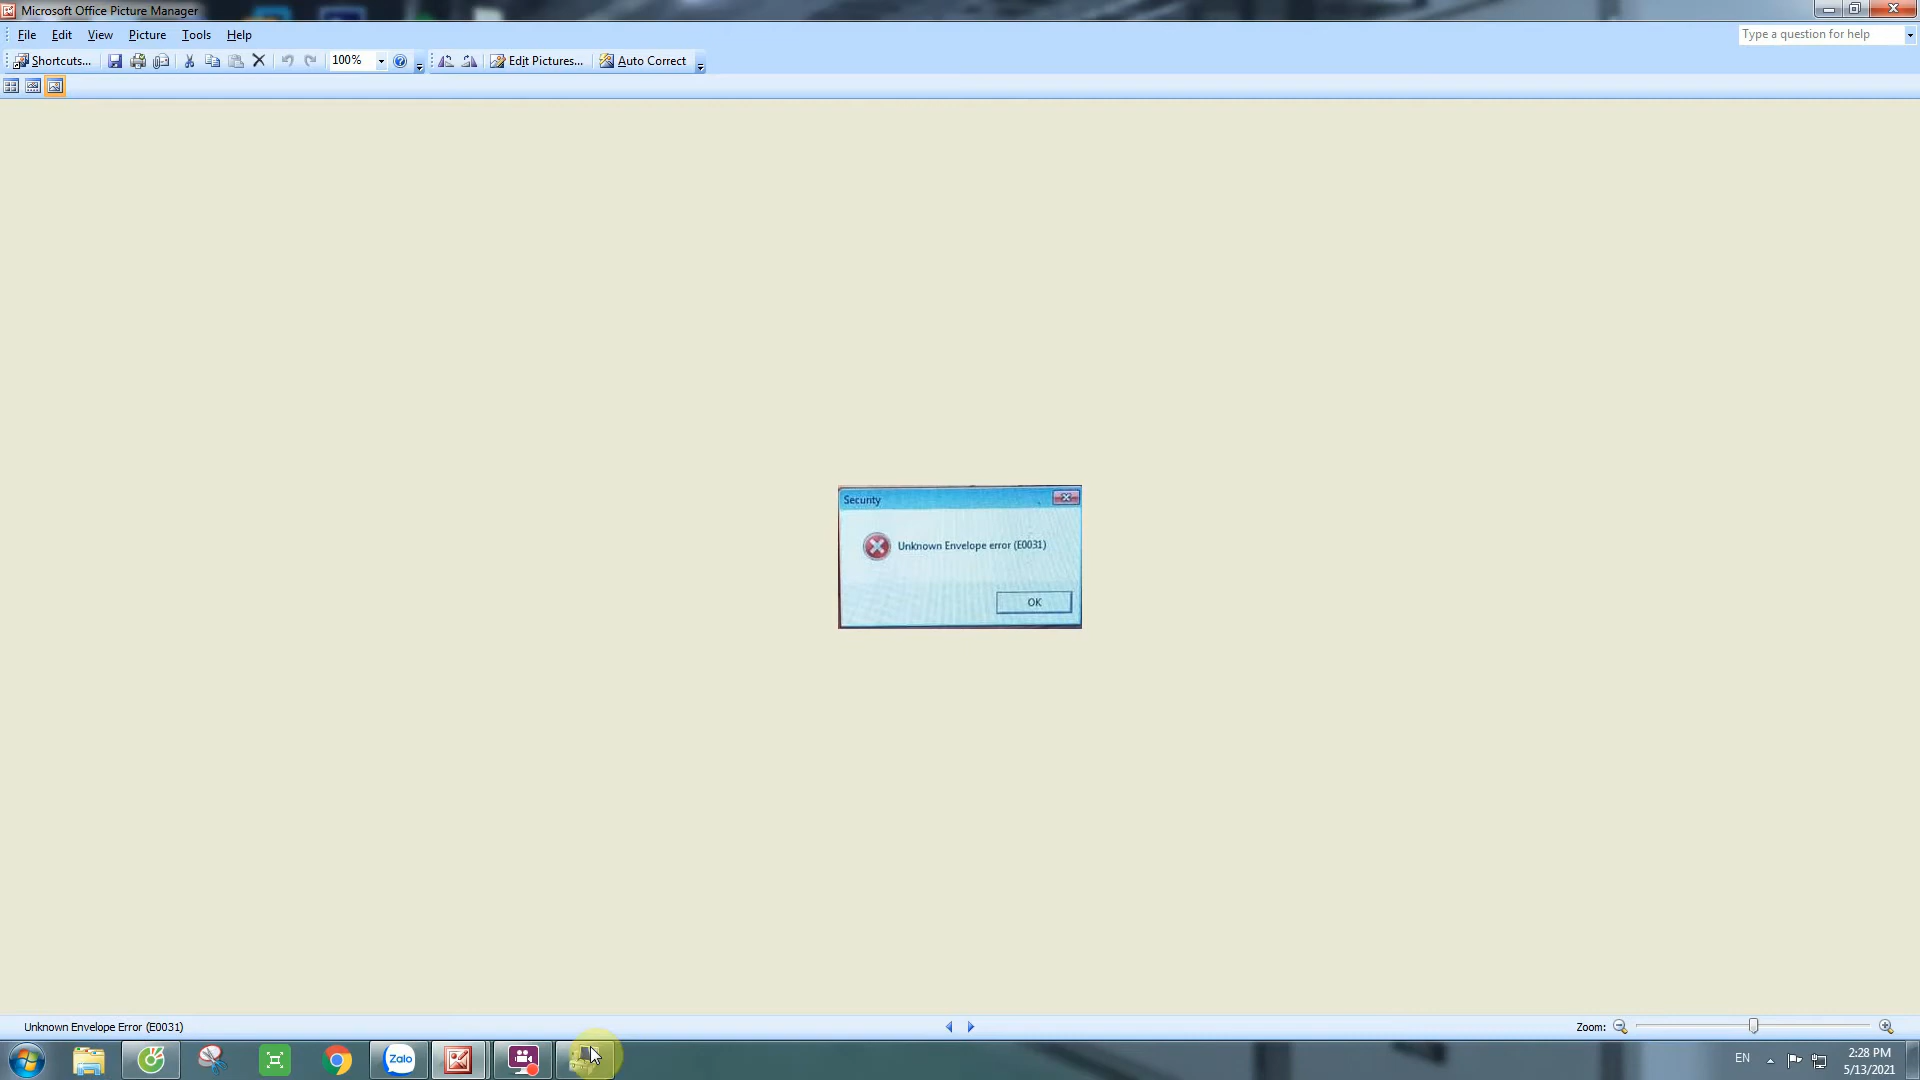 Microsoft Office Picture Manager
File Edit View Picture Tools Help
Type a question for help
Shortcuts... 100% Edit Pictures... Auto Correct
Security
Unknown Envelope error (E0031)
OK
Unknown Envelope Error (E0031)
Zoom:
Zalo
EN
2:28 PM
5/13/2021